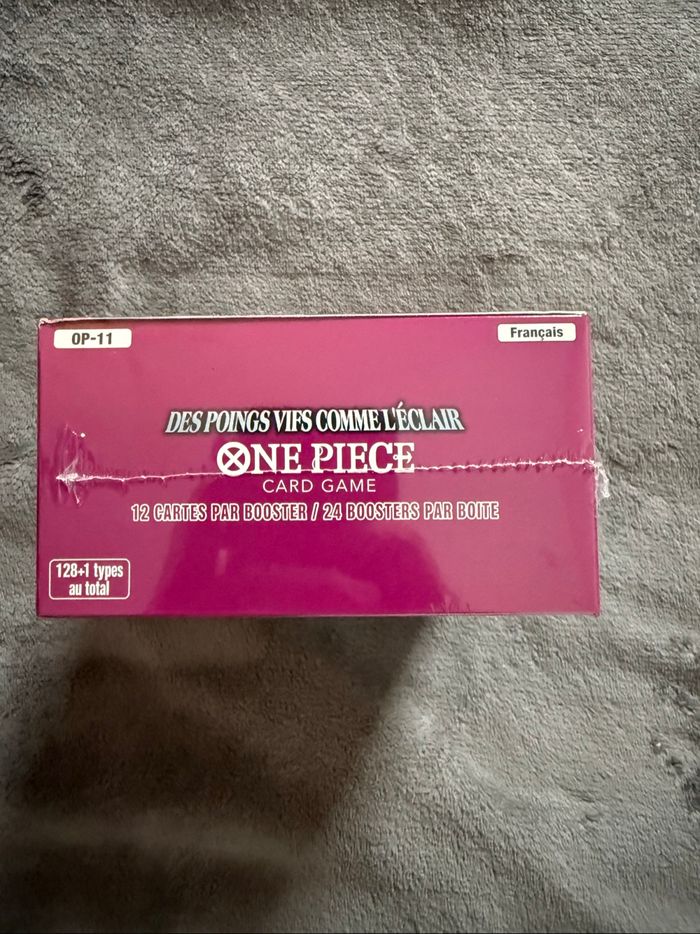 OP-11
Français
DES POINGS VIFS COMME L'ÉCLAIR
ONE PIECE
CARD GAME
12 CARTES PAR BOOSTER / 24 BOOSTERS PAR BOITE
128+1 types
au total